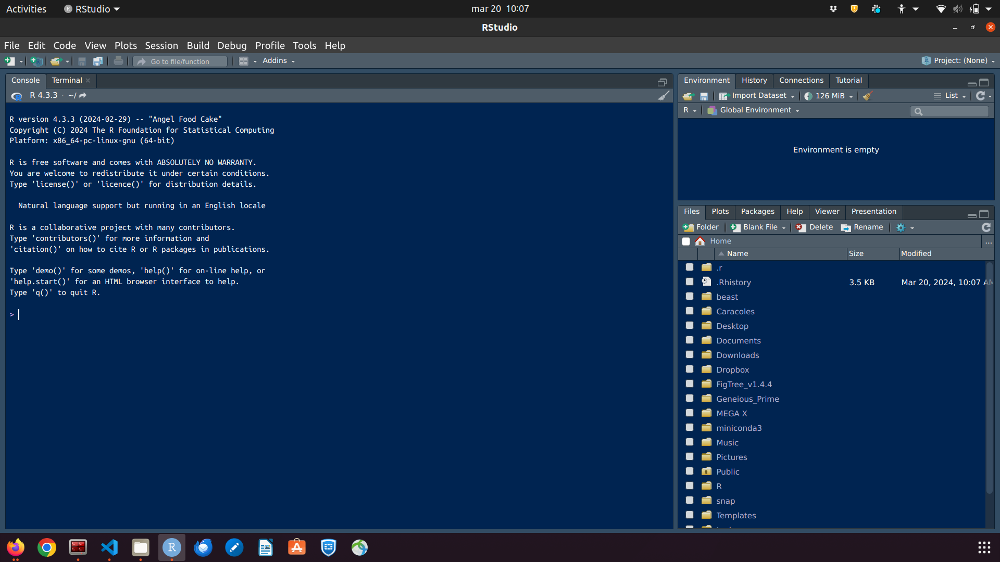 Activities
RStudio
mar 20 10:07
RStudio
File Edit Code View Plots Session Build Debug Profile Tools Help
Go to file/function
Addins
Project: (None)
Console
Terminal
R 4.3.3 · ~/
R version 4.3.3 (2024-02-29) -- "Angel Food Cake"
Copyright (C) 2024 The R Foundation for Statistical Computing
Platform: x86_64-pc-linux-gnu (64-bit)
R is free software and comes with ABSOLUTELY NO WARRANTY.
You are welcome to redistribute it under certain conditions.
Type 'license()' or 'licence()' for distribution details.
Natural language support but running in an English locale
R is a collaborative project with many contributors.
Type 'contributors()' for more information and
'citation()' on how to cite R or R packages in publications.
Type 'demo()' for some demos, 'help()' for on-line help, or
'help.start()' for an HTML browser interface to help.
Type 'q()' to quit R.
>
Environment History Connections Tutorial
Import Dataset
126 MiB
List
R
Global Environment
Environment is empty
Files Plots Packages Help Viewer Presentation
Folder Blank File Delete Rename
Home
...
Name Size Modified
.r
.Rhistory 3.5 KB Mar 20, 2024, 10:07 AM
beast
Caracoles
Desktop
Documents
Downloads
Dropbox
FigTree_v1.4.4
Geneious_Prime
MEGA X
miniconda3
Music
Pictures
Public
R
snap
Templates